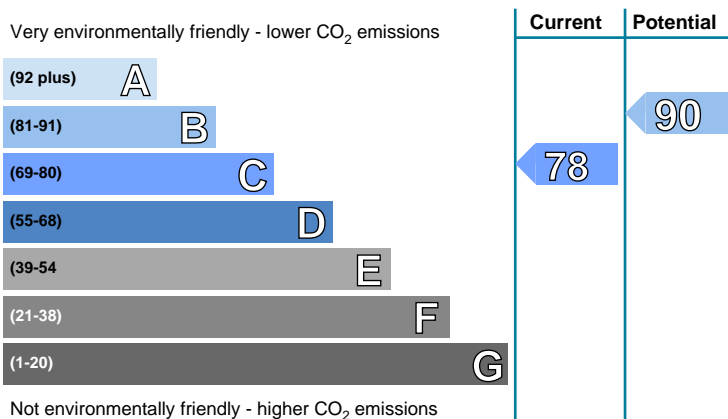 Current Potential
Very environmentally friendly - lower CO2 emissions
(92 plus) A
(81-91) B
90
(69-80) C
78
(55-68) D
(39-54 E
(21-38) F
(1-20) G
Not environmentally friendly - higher CO2 emissions